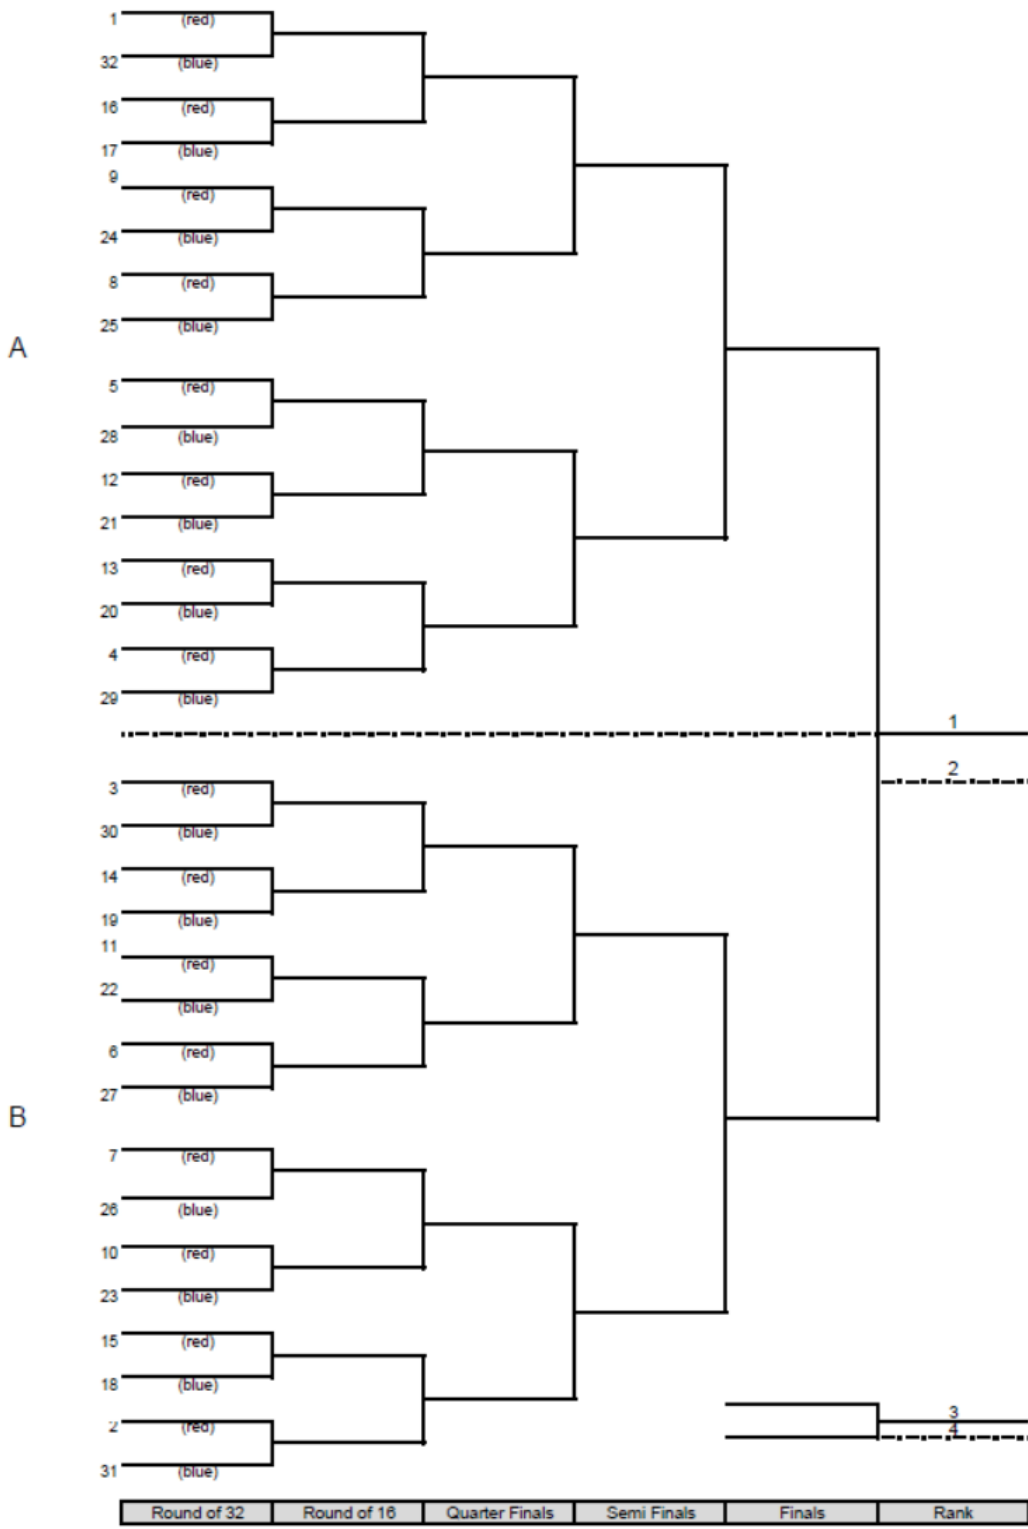 1 (red)
32 (blue)
16 (red)
17 (blue)
9 (red)
24 (blue)
8 (red)
25 (blue)
A
5 (red)
28 (blue)
12 (red)
21 (blue)
13 (red)
20 (blue)
4 (red)
29 (blue)
1
2
3 (red)
30 (blue)
14 (red)
19 (blue)
11 (red)
22 (blue)
6 (red)
27 (blue)
B
7 (red)
26 (blue)
10 (red)
23 (blue)
15 (red)
18 (blue)
3
2 (red)
4
31 (blue)
Round of 32 Round of 16 Quarter Finals Semi Finals Finals Rank